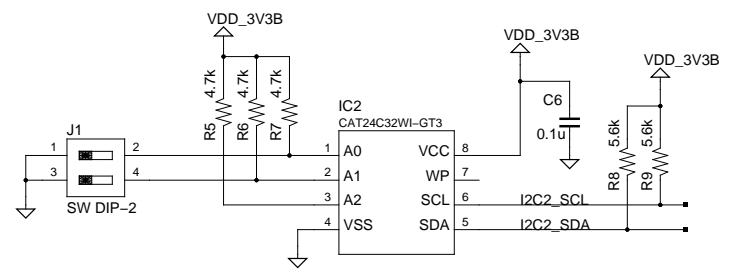 VDD_3V3B
VDD_3V3B
VDD_3V3B
4.7k
4.7k
4.7k
R5
R6
R7
IC2
CAT24C32WI-GT3
C6
0.1u
5.6k
5.6k
R8
R9
J1
1
2
3
4
SW DIP-2
1 A0
2 A1
3 A2
4 VSS
VCC 8
WP 7
SCL 6
SDA 5
I2C2_SCL
I2C2_SDA